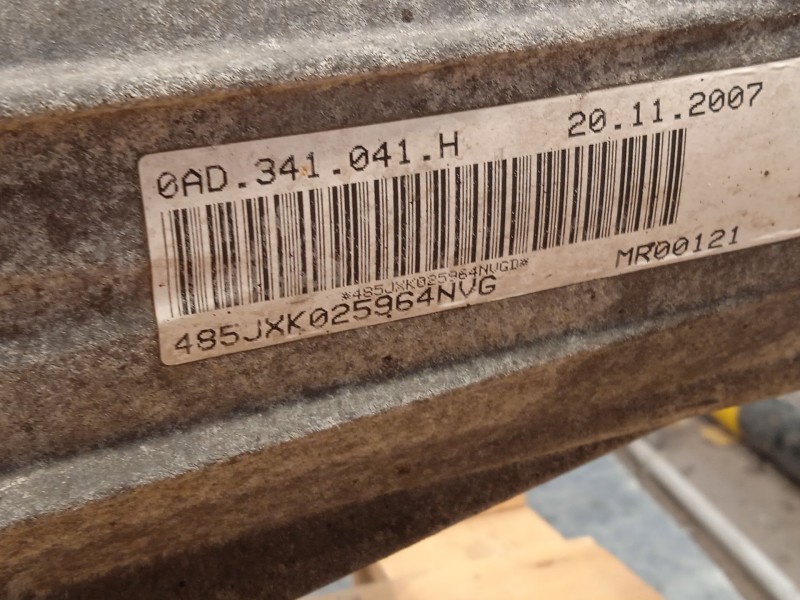 0AD.341.041.H 20.11.2007
*485JXK025964NVGD*
485JXK025964NVG MR00121